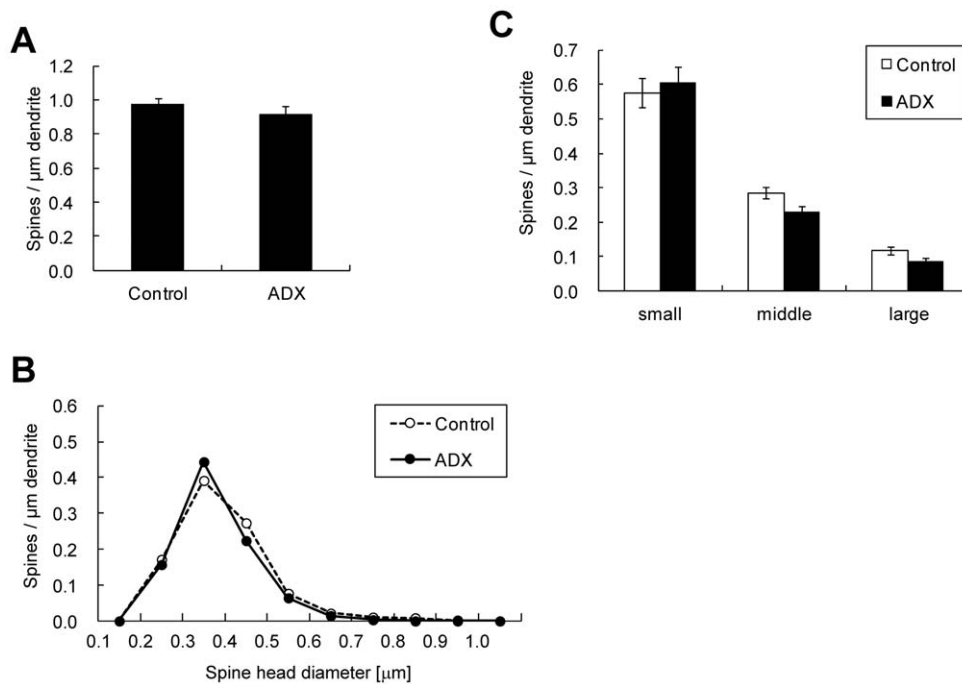 A
Spines / µm dendrite
1.2
1.0
0.8
0.6
0.4
0.2
0.0
Control
ADX
B
Spines / µm dendrite
0.6
0.5
0.4
0.3
0.2
0.1
0.0
0.1
0.2
0.3
0.4
0.5
0.6
0.7
0.8
0.9
1.0
Spine head diameter [µm]
Control
ADX
C
Spines / µm dendrite
0.7
0.6
0.5
0.4
0.3
0.2
0.1
0.0
small
middle
large
Control
ADX